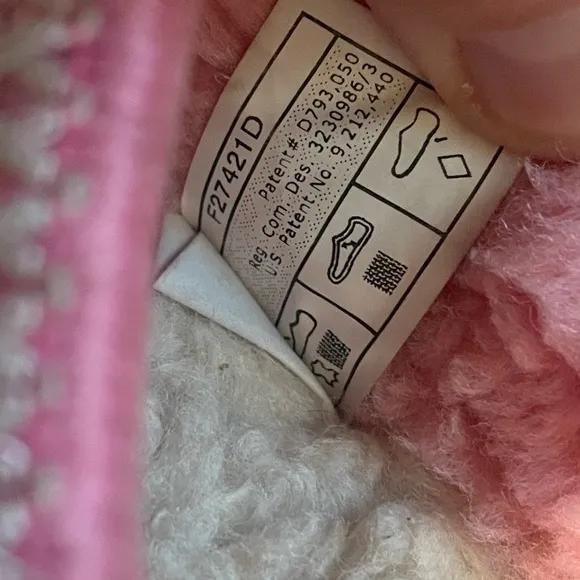 F27421D
Patent# D793,050
Reg. Com. Des. 3230986/3
U.S. Patent No. 9,212,440